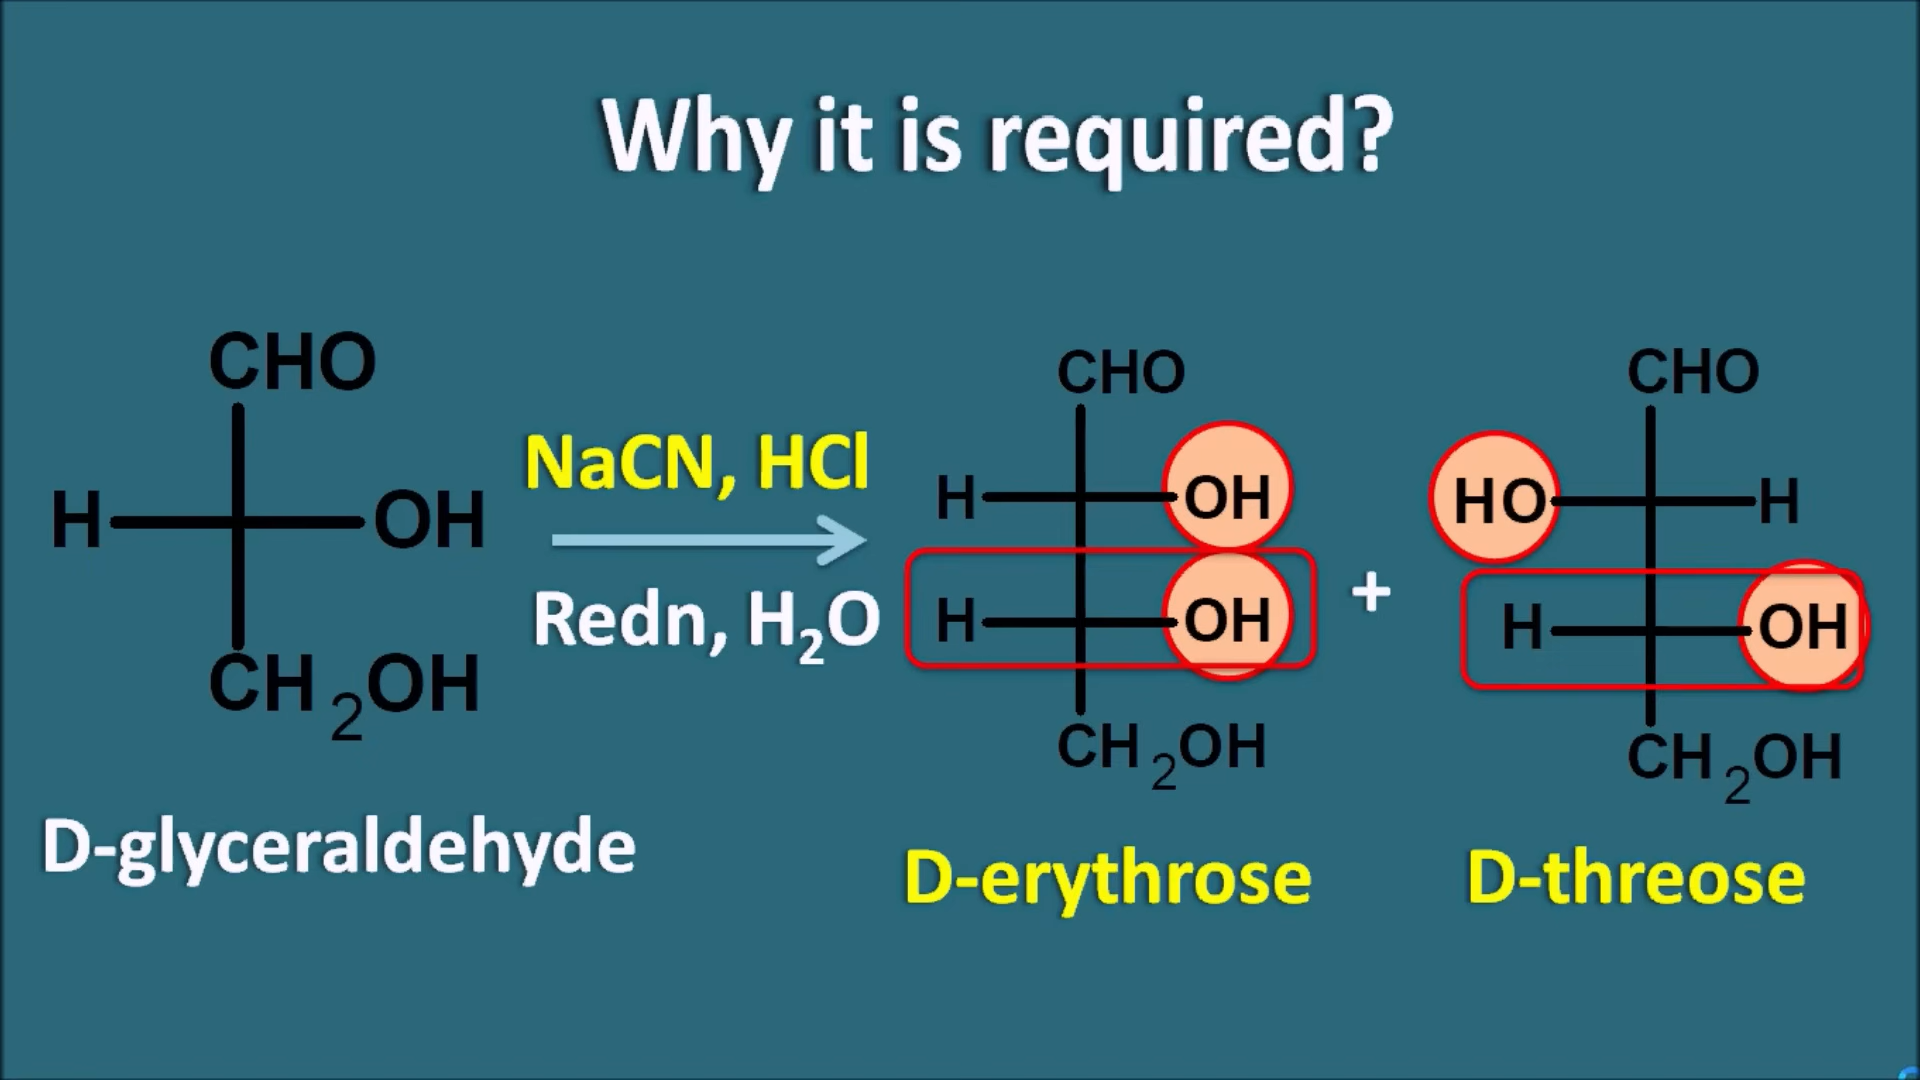 Why it is required?
CHO
H OH
CH2OH
D-glyceraldehyde
NaCN, HCl
Redn, H2O
CHO
H OH
H OH
CH2OH
D-erythrose
+
CHO
HO H
H OH
CH2OH
D-threose